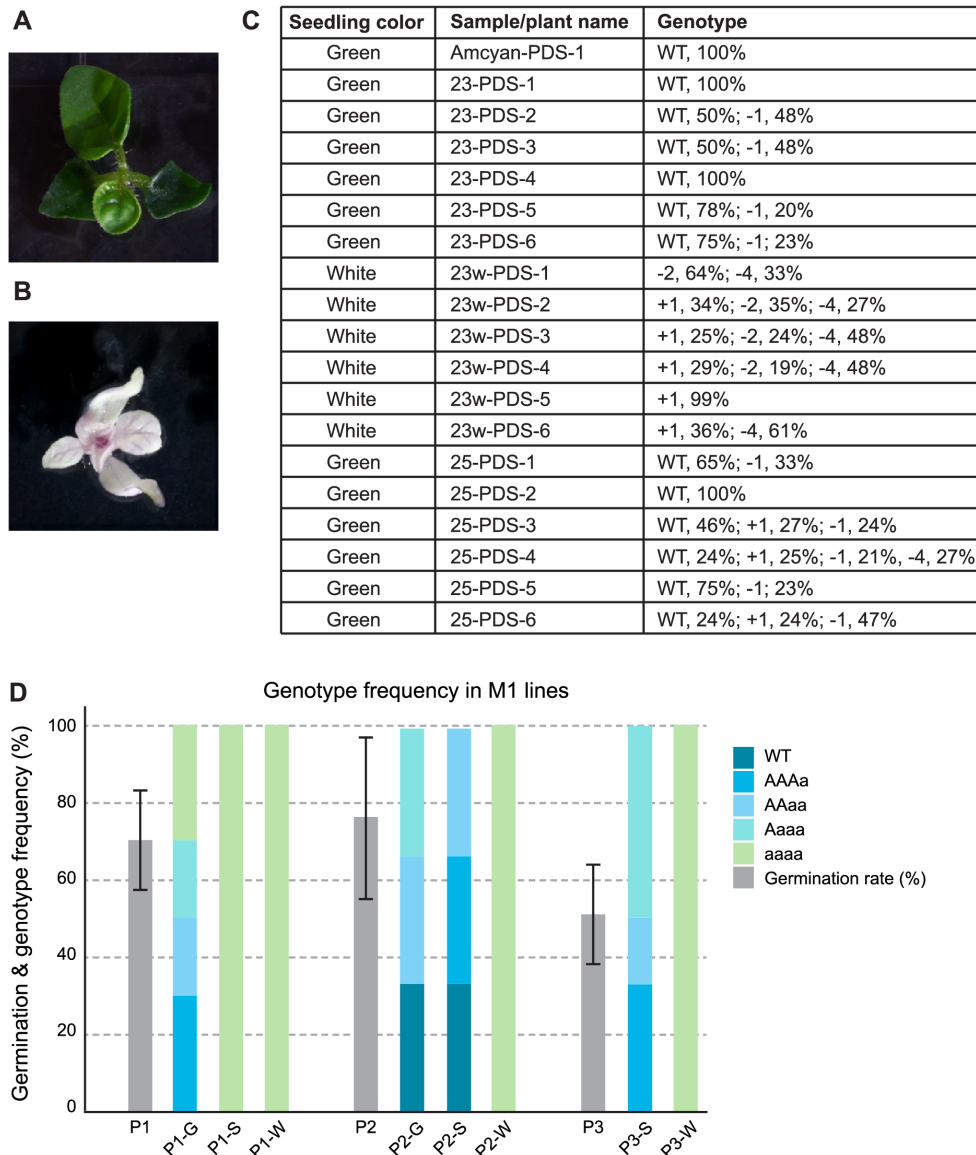 A
B
C
Seedling color Sample/plant name Genotype
Green Amcyan-PDS-1 WT, 100%
Green 23-PDS-1 WT, 100%
Green 23-PDS-2 WT, 50%; -1, 48%
Green 23-PDS-3 WT, 50%; -1, 48%
Green 23-PDS-4 WT, 100%
Green 23-PDS-5 WT, 78%; -1, 20%
Green 23-PDS-6 WT, 75%; -1; 23%
White 23w-PDS-1 -2, 64%; -4, 33%
White 23w-PDS-2 +1, 34%; -2, 35%; -4, 27%
White 23w-PDS-3 +1, 25%; -2, 24%; -4, 48%
White 23w-PDS-4 +1, 29%; -2, 19%; -4, 48%
White 23w-PDS-5 +1, 99%
White 23w-PDS-6 +1, 36%; -4, 61%
Green 25-PDS-1 WT, 65%; -1, 33%
Green 25-PDS-2 WT, 100%
Green 25-PDS-3 WT, 46%; +1, 27%; -1, 24%
Green 25-PDS-4 WT, 24%; +1, 25%; -1, 21%, -4, 27%
Green 25-PDS-5 WT, 75%; -1; 23%
Green 25-PDS-6 WT, 24%; +1, 24%; -1, 47%
D
Genotype frequency in M1 lines
Germination & genotype frequency (%)
100
80
60
40
20
0
P1 P1-G P1-S P1-W P2 P2-G P2-S P2-W P3 P3-S P3-W
WT
AAAa
AAaa
Aaaa
aaaa
Germination rate (%)